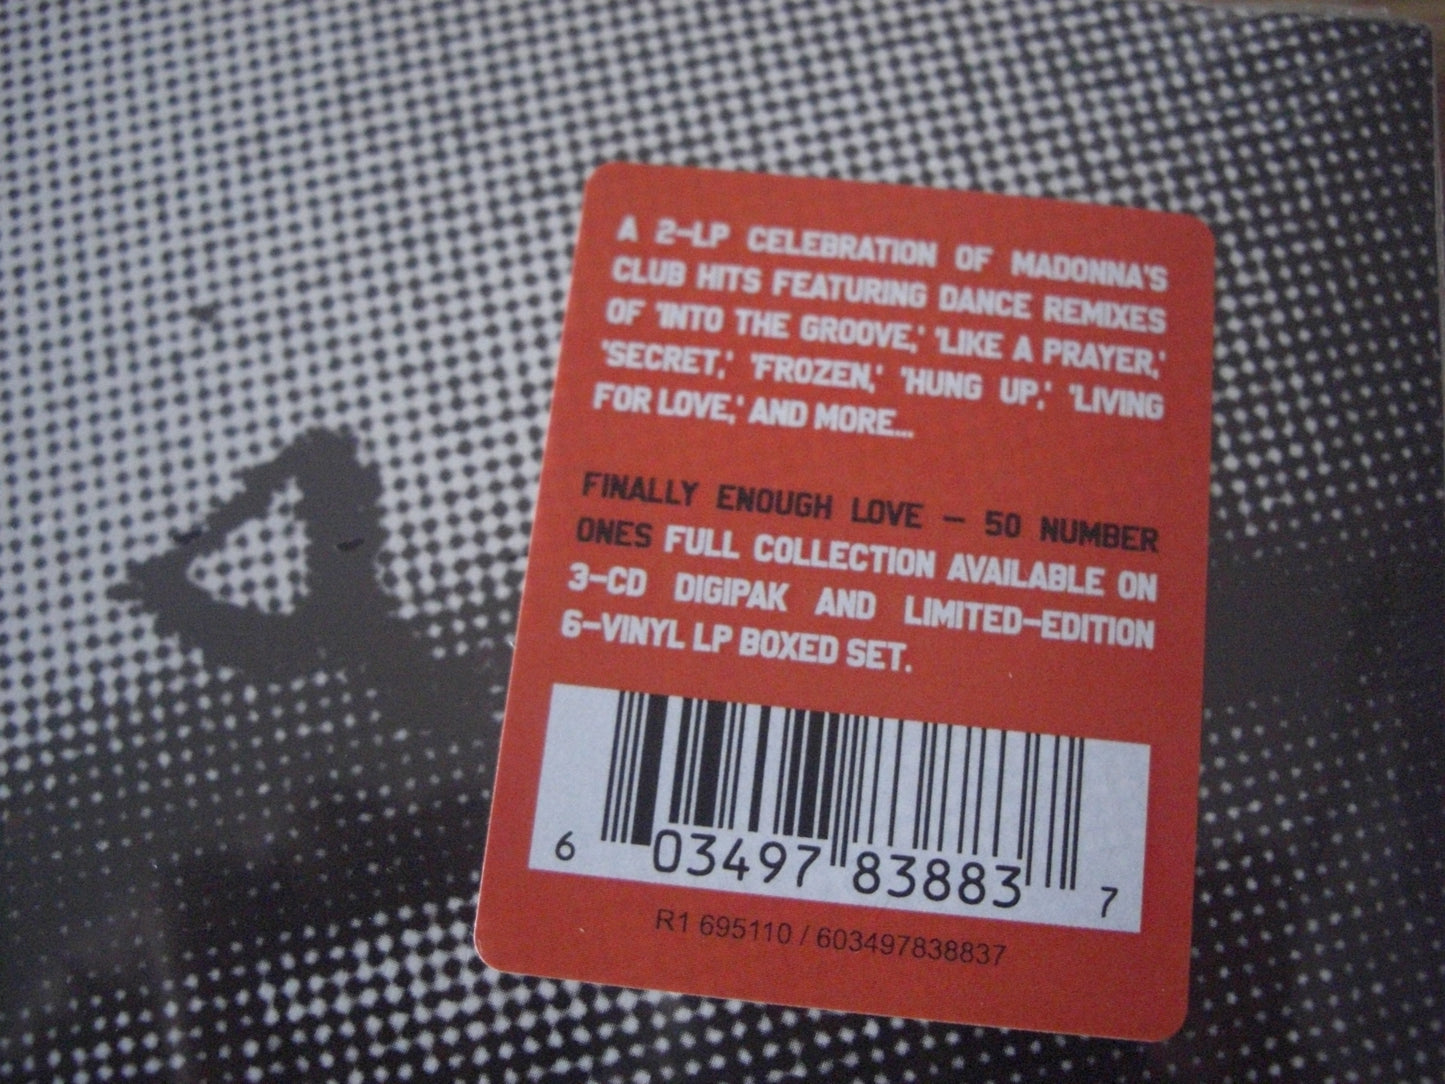 A 2-LP CELEBRATION OF MADONNA'S
CLUB HITS FEATURING DANCE REMIXES
OF 'INTO THE GROOVE,' 'LIKE A PRAYER,'
'SECRET,' 'FROZEN,' 'HUNG UP,' 'LIVING
FOR LOVE,' AND MORE...
FINALLY ENOUGH LOVE – 50 NUMBER
ONES FULL COLLECTION AVAILABLE ON
3-CD DIGIPAK AND LIMITED-EDITION
6-VINYL LP BOXED SET.
6 03497 83883 7
R1 695110 / 603497838837